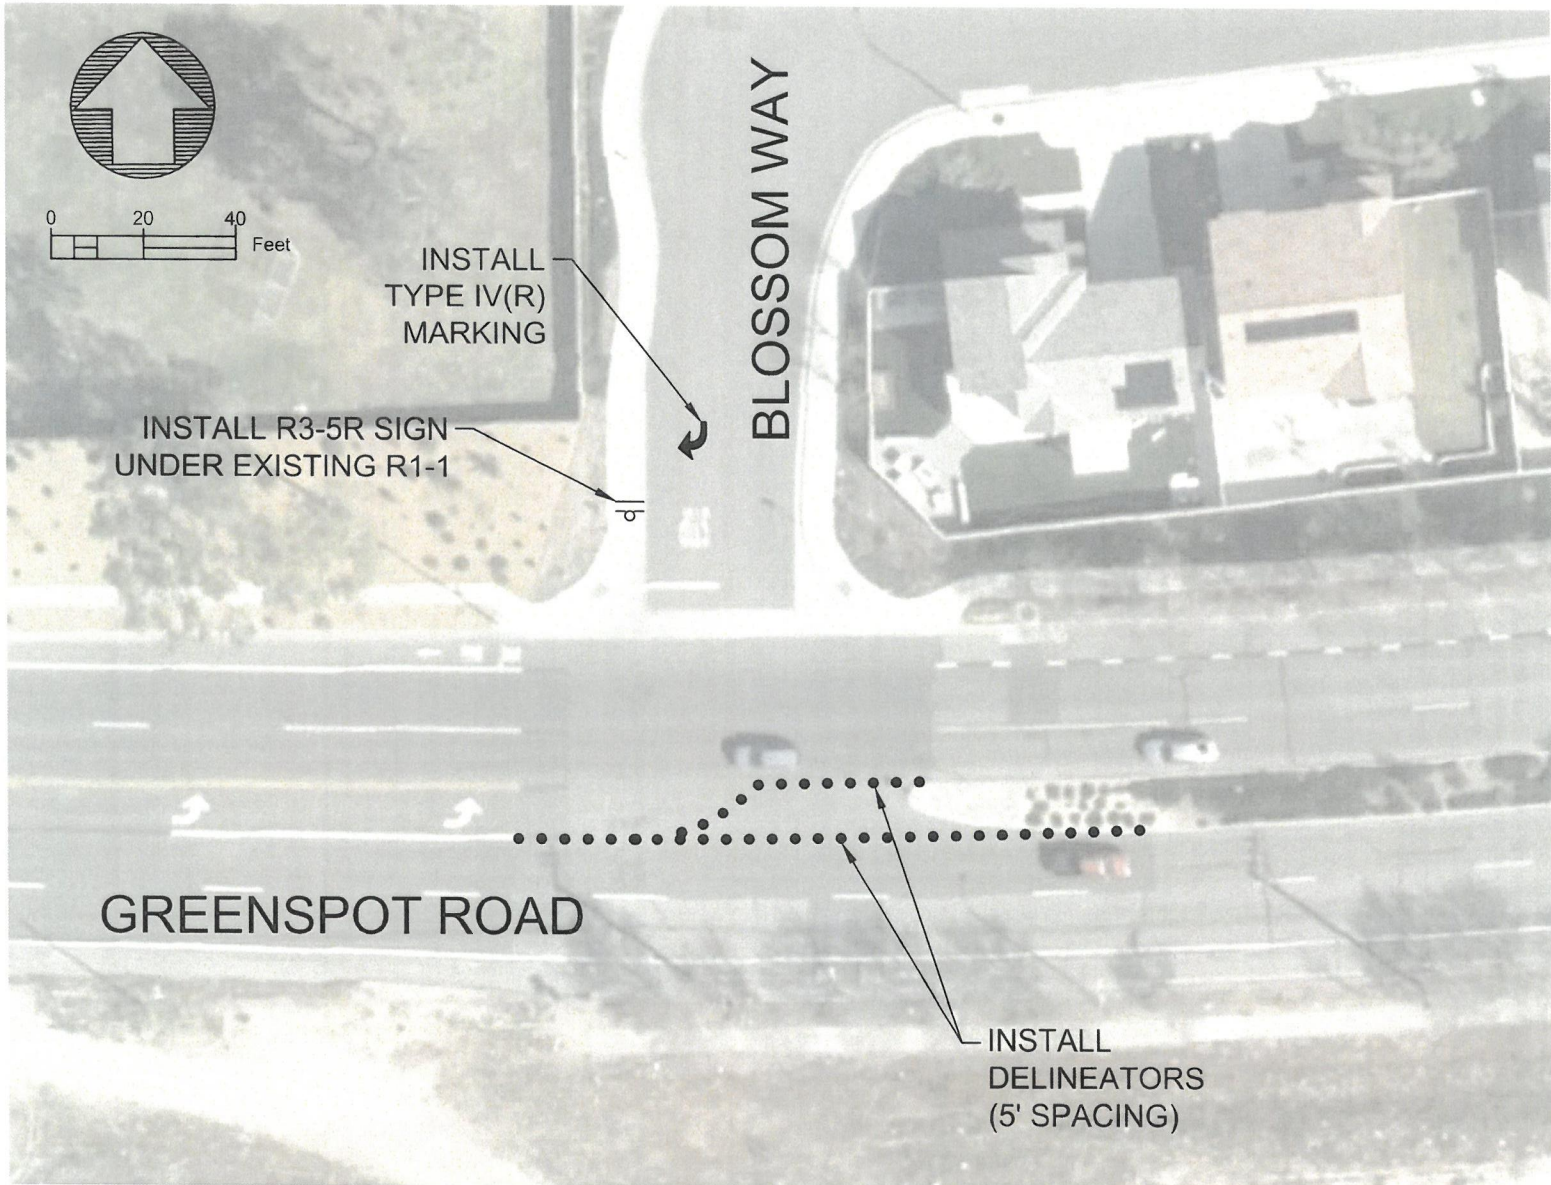 0 20 40
Feet
BLOSSOM WAY
INSTALL
TYPE IV(R)
MARKING
INSTALL R3-5R SIGN
UNDER EXISTING R1-1
GREENSPOT ROAD
INSTALL
DELINEATORS
(5' SPACING)